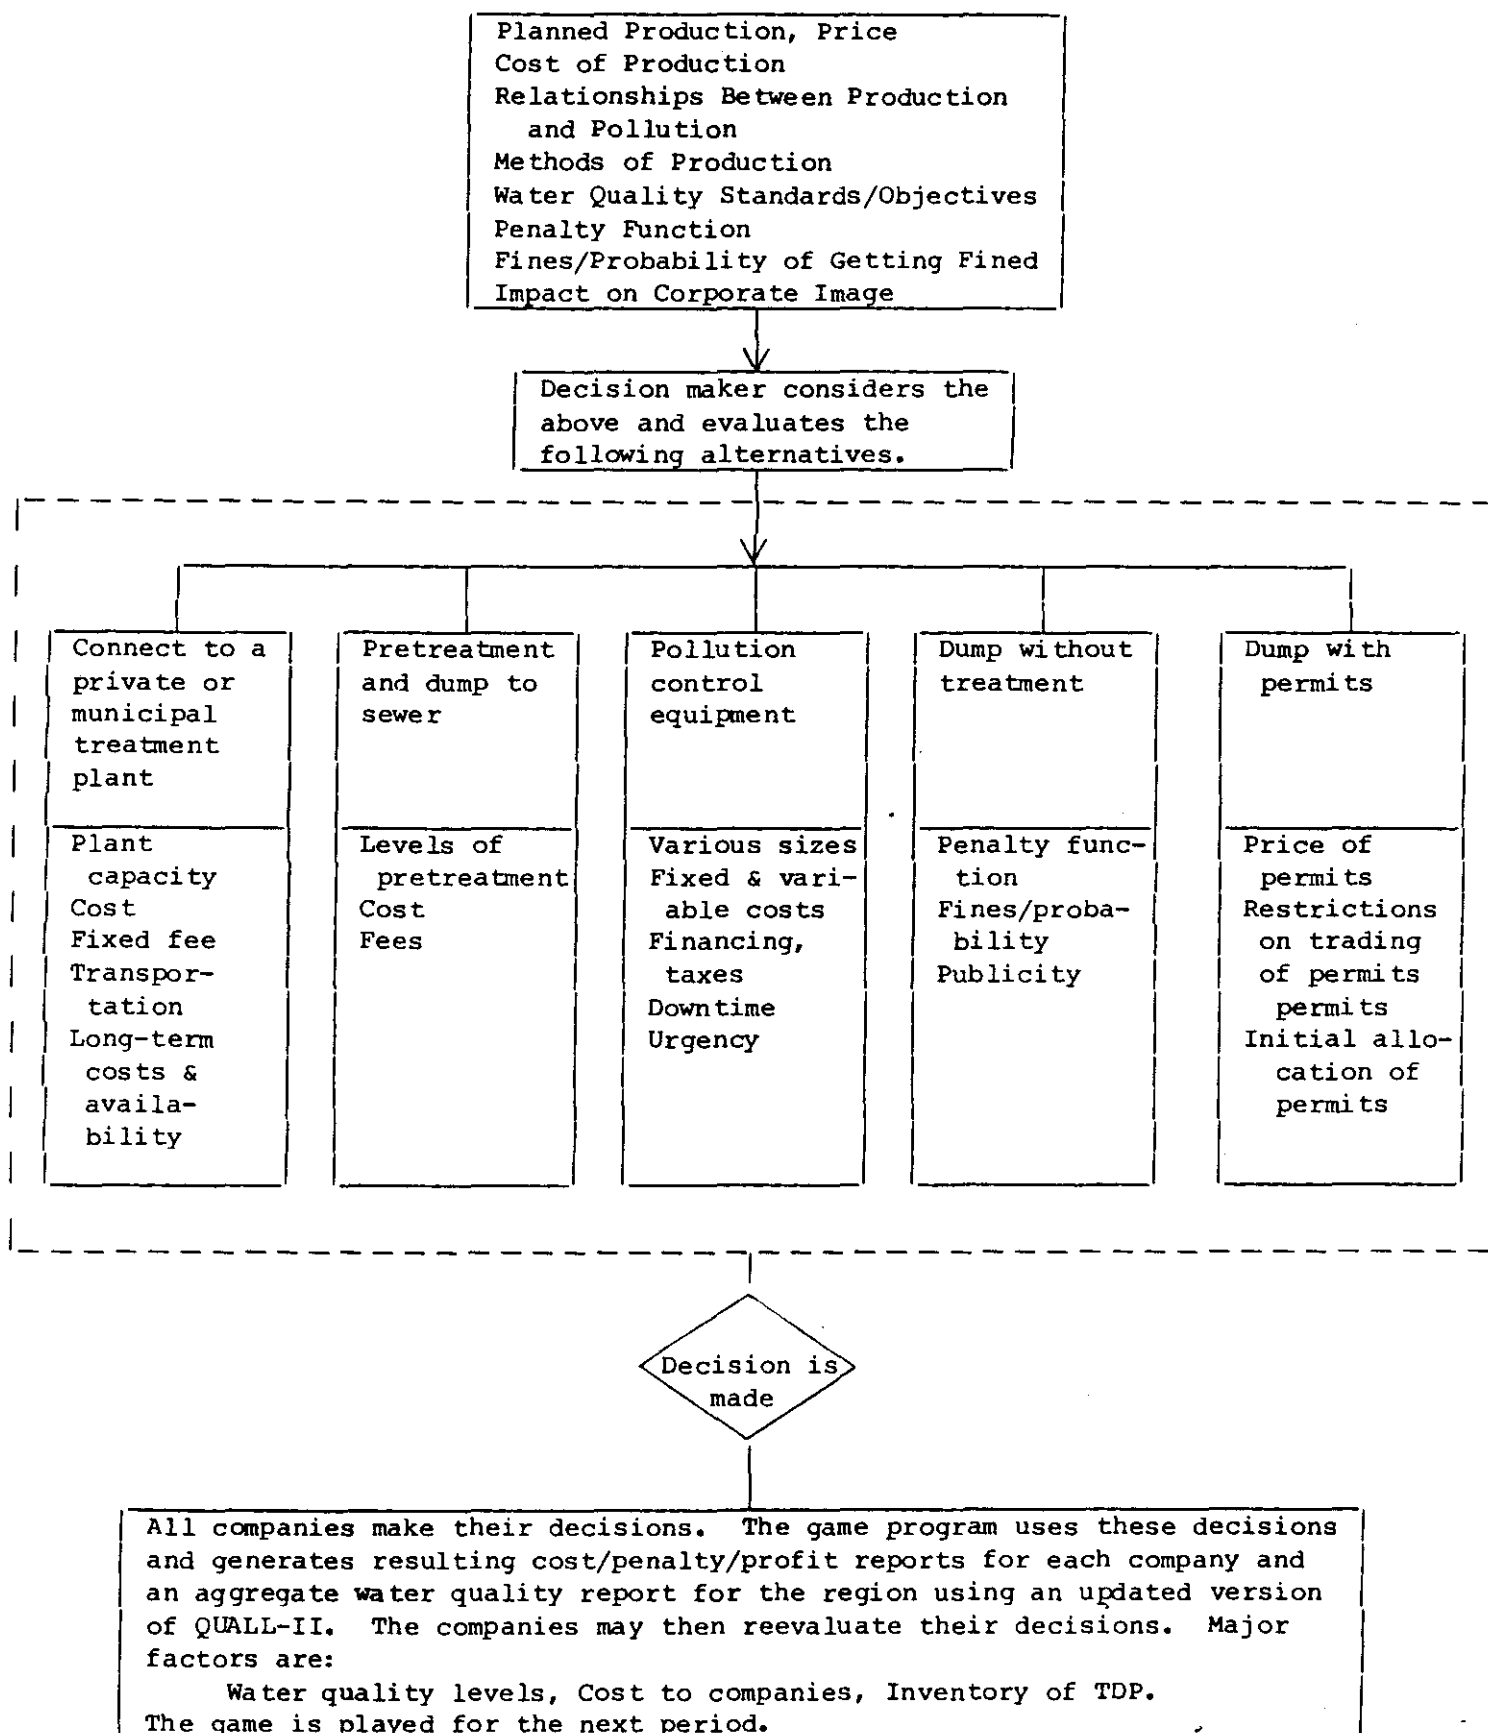 Planned Production, Price
Cost of Production
Relationships Between Production
and Pollution
Methods of Production
Water Quality Standards/Objectives
Penalty Function
Fines/Probability of Getting Fined
Impact on Corporate Image
Decision maker considers the
above and evaluates the
following alternatives.
Connect to a
private or
municipal
treatment
plant
Plant
capacity
Cost
Fixed fee
Transpor-
tation
Long-term
costs &
availa-
bility
Pretreatment
and dump to
sewer
Levels of
pretreatment
Cost
Fees
Pollution
control
equipment
Various sizes
Fixed & vari-
able costs
Financing,
taxes
Downtime
Urgency
Dump without
treatment
Penalty func-
tion
Fines/proba-
bility
Publicity
Dump with
permits
Price of
permits
Restrictions
on trading
of permits
permits
Initial allo-
cation of
permits
Decision is
made
All companies make their decisions. The game program uses these decisions
and generates resulting cost/penalty/profit reports for each company and
an aggregate water quality report for the region using an updated version
of QUALL-II. The companies may then reevaluate their decisions. Major
factors are:
Water quality levels, Cost to companies, Inventory of TDP.
The game is played for the next period.